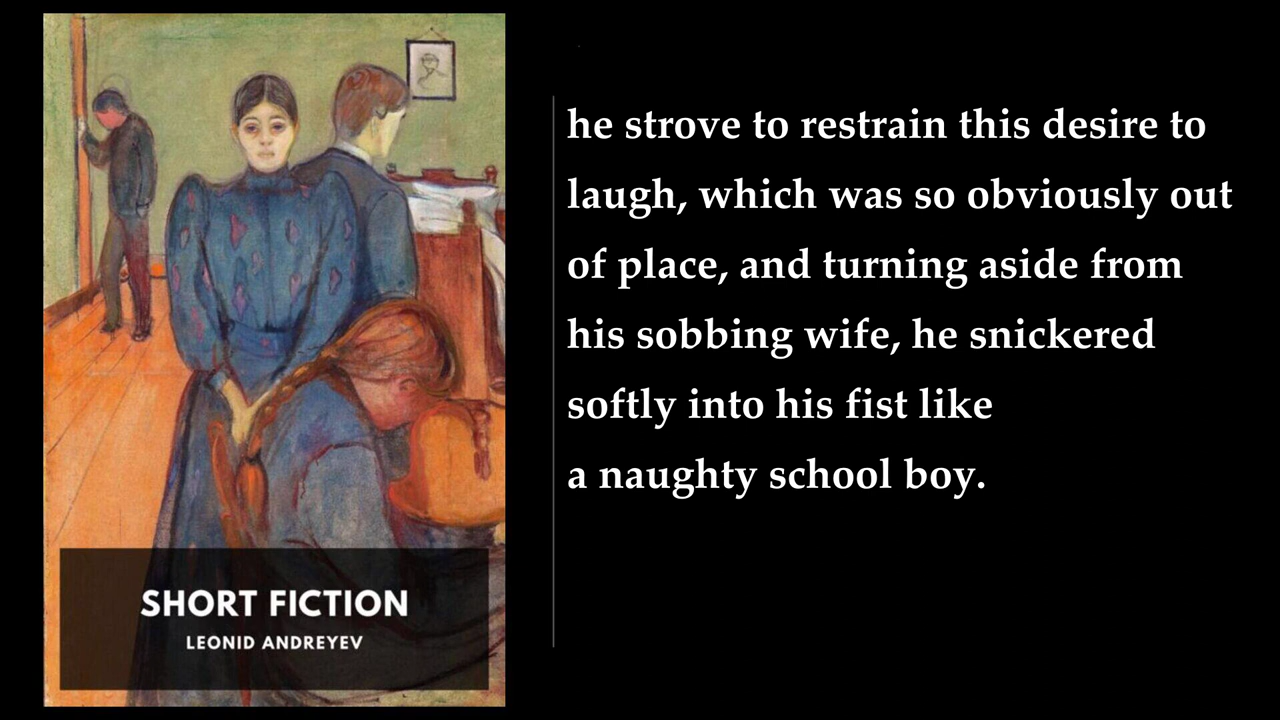 he strove to restrain this desire to
laugh, which was so obviously out
of place, and turning aside from
his sobbing wife, he snickered
softly into his fist like
a naughty school boy.
SHORT FICTION
LEONID ANDREYEV